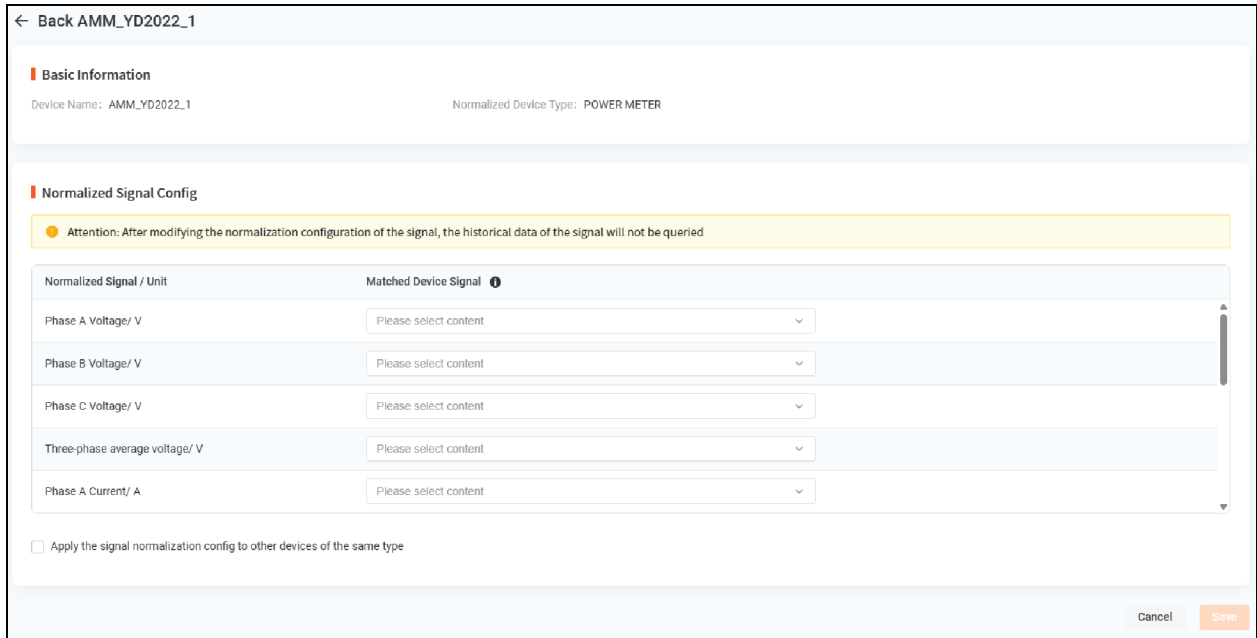 ← Back AMM_YD2022_1
Basic Information
Device Name: AMM_YD2022_1 Normalized Device Type: POWER METER
Normalized Signal Config
Attention: After modifying the normalization configuration of the signal, the historical data of the signal will not be queried
Normalized Signal / Unit Matched Device Signal
Phase A Voltage/ V Please select content
Phase B Voltage/ V Please select content
Phase C Voltage/ V Please select content
Three-phase average voltage/ V Please select content
Phase A Current/ A Please select content
Apply the signal normalization config to other devices of the same type
Cancel Save